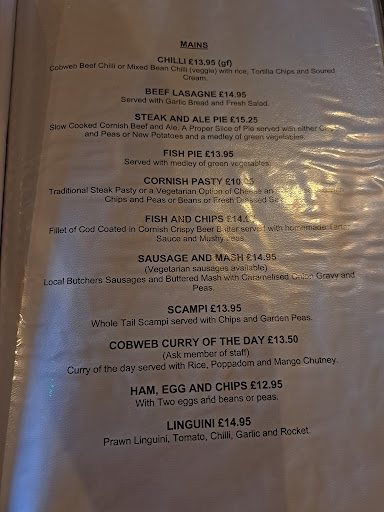 MAINS
CHILLI £13.95 (gf)
Cobweb Beef Chilli or Mixed Bean Chilli (veggie) with rice, Tortilla Chips and Soured
Cream.
BEEF LASAGNE £14.95
Served with Garlic Bread and Fresh Salad.
STEAK AND ALE PIE £15.25
Slow Cooked Cornish Beef and Ale. A Proper Slice of Pie served with either
and Peas or New Potatoes and a medley of green vegetables.
FISH PIE £13.95
Served with medley of green vegetables.
CORNISH PASTY
Traditional Steak Pasty or a Vegetarian Option of Cheese
Chips and Peas or Beans or Fresh Dressed
FISH AND CHIPS
Fillet of Cod Coated in Cornish Crispy Beer Batter served with homemade Tartar
Sauce and Mushy Peas
SAUSAGE AND MASH £14.95
(Vegetarian sausages available)
Local Butchers Sausages and Buttered Mash with Caramelised Onion Gravy and
Peas.
SCAMPI £13.95
Whole Tail Scampi served with Chips and Garden Peas.
COBWEB CURRY OF THE DAY £13.50
(Ask member of staff)
Curry of the day served with Rice, Poppadom and Mango Chutney.
HAM, EGG AND CHIPS £12.95
With Two eggs and beans or peas.
LINGUINI £14.95
Prawn Linguini, Tomato, Chilli, Garlic and Rocket.